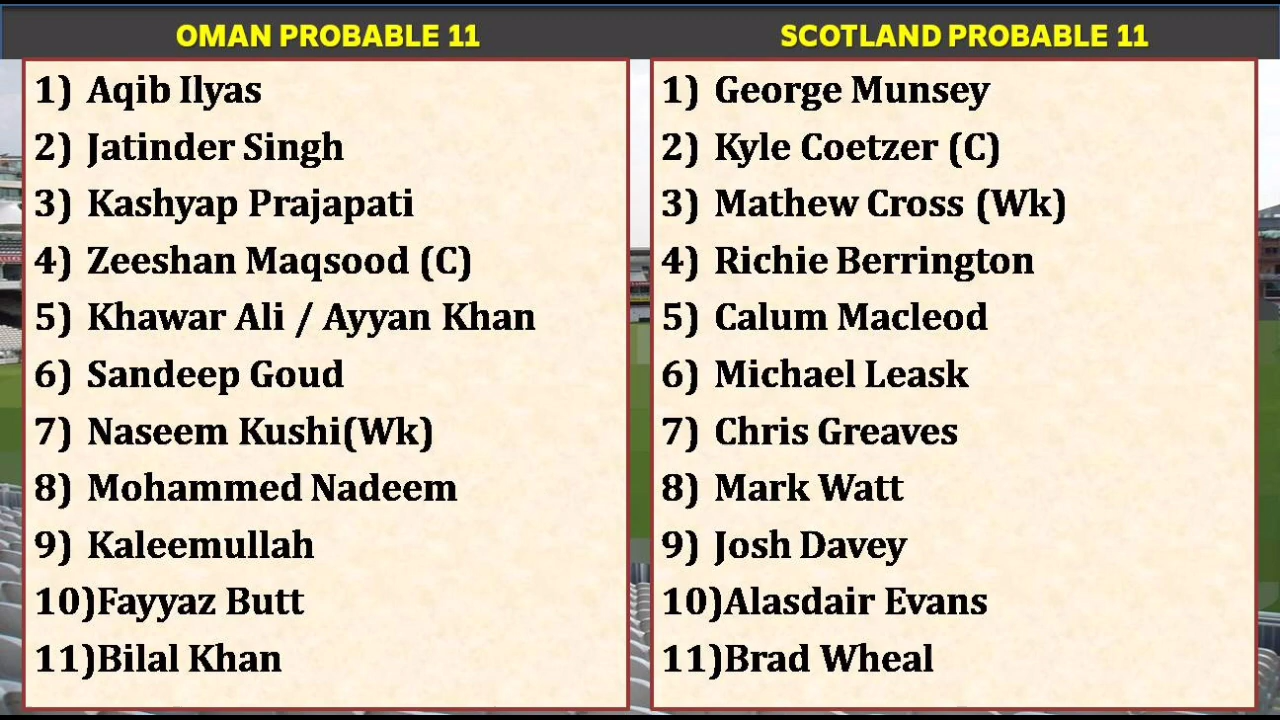 OMAN PROBABLE 11
1) Aqib Ilyas
2) Jatinder Singh
3) Kashyap Prajapati
4) Zeeshan Maqsood (C)
5) Khawar Ali / Ayyan Khan
6) Sandeep Goud
7) Naseem Kushi(Wk)
8) Mohammed Nadeem
9) Kaleemullah
10)Fayyaz Butt
11)Bilal Khan
SCOTLAND PROBABLE 11
1) George Munsey
2) Kyle Coetzer (C)
3) Mathew Cross (Wk)
4) Richie Berrington
5) Calum Macleod
6) Michael Leask
7) Chris Greaves
8) Mark Watt
9) Josh Davey
10)Alasdair Evans
11)Brad Wheal